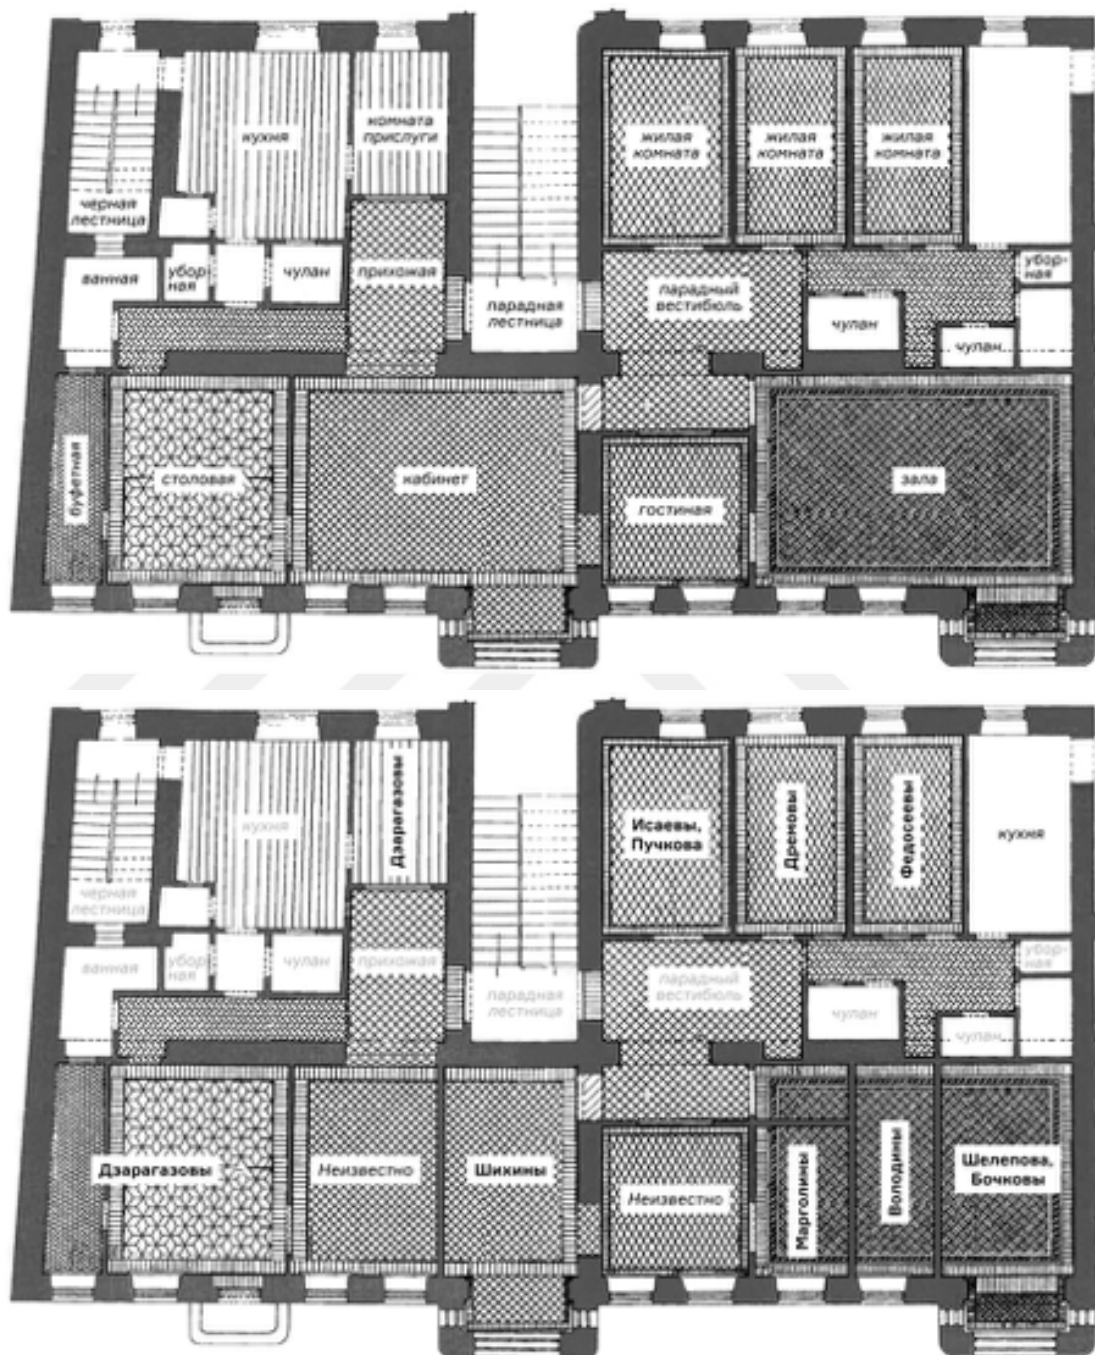 кухня
комната
прислуги
черная
лестница
ванная
убор-
ная
чулан
прихожая
парадная
лестница
жилая
комната
жилая
комната
жилая
комната
парадный
вестибюль
чулан
убор-
ная
чулан
буфетная
столовая
кабинет
гостиная
зала
кухня
Дзарагазовы
черная
лестница
ванная
убор-
ная
чулан
прихожая
парадная
лестница
Исаевы,
Пучкова
Дремовы
Федосеевы
кухня
парадный
вестибюль
чулан
убор-
ная
чулан
Дзарагазовы
Неизвестно
Шикины
Неизвестно
Марголины
Володины
Шелепова,
Бочковы